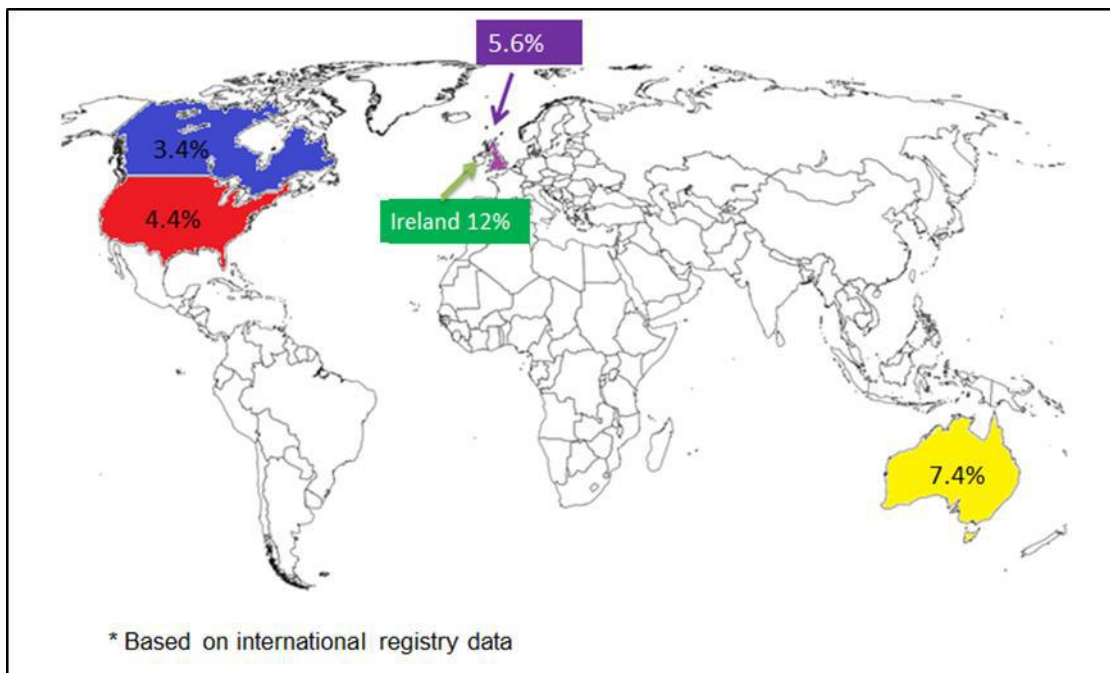 5.6%
3.4%
4.4%
Ireland 12%
7.4%
* Based on international registry data